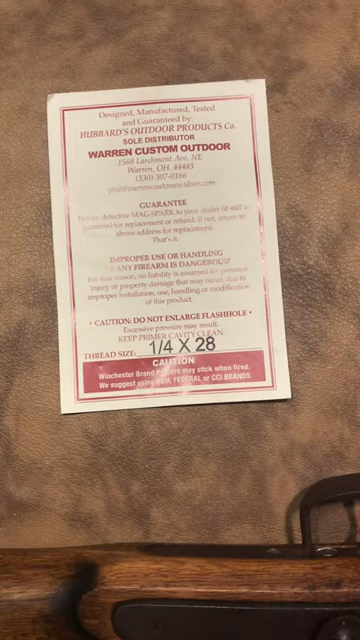 Designed, Manufactured, Tested
and Guaranteed by:
HUBBARD'S OUTDOOR PRODUCTS Co.
SOLE DISTRIBUTOR
WARREN CUSTOM OUTDOOR
1568 Larchmont Ave. NE
Warren, OH. 44483
(330) 307-0166
phil@warrencustomoutdoor.com
GUARANTEE
Return defective MAG-SPARK to your dealer (if still in
business) for replacement or refund. If not, return to
above address for replacement.
That's it.
IMPROPER USE OR HANDLING
OF ANY FIREARM IS DANGEROUS!
For this reason, no liability is assumed for personal
injury or property damage that may occur, due to
improper installation, use, handling or modification
of this product.
• CAUTION: DO NOT ENLARGE FLASHHOLE •
Excessive pressure may result.
KEEP PRIMER CAVITY CLEAN.
THREAD SIZE: 1/4 X 28
CAUTION
Winchester Brand Primers may stick when fired.
We suggest using REM, FEDERAL or CCI BRANDS